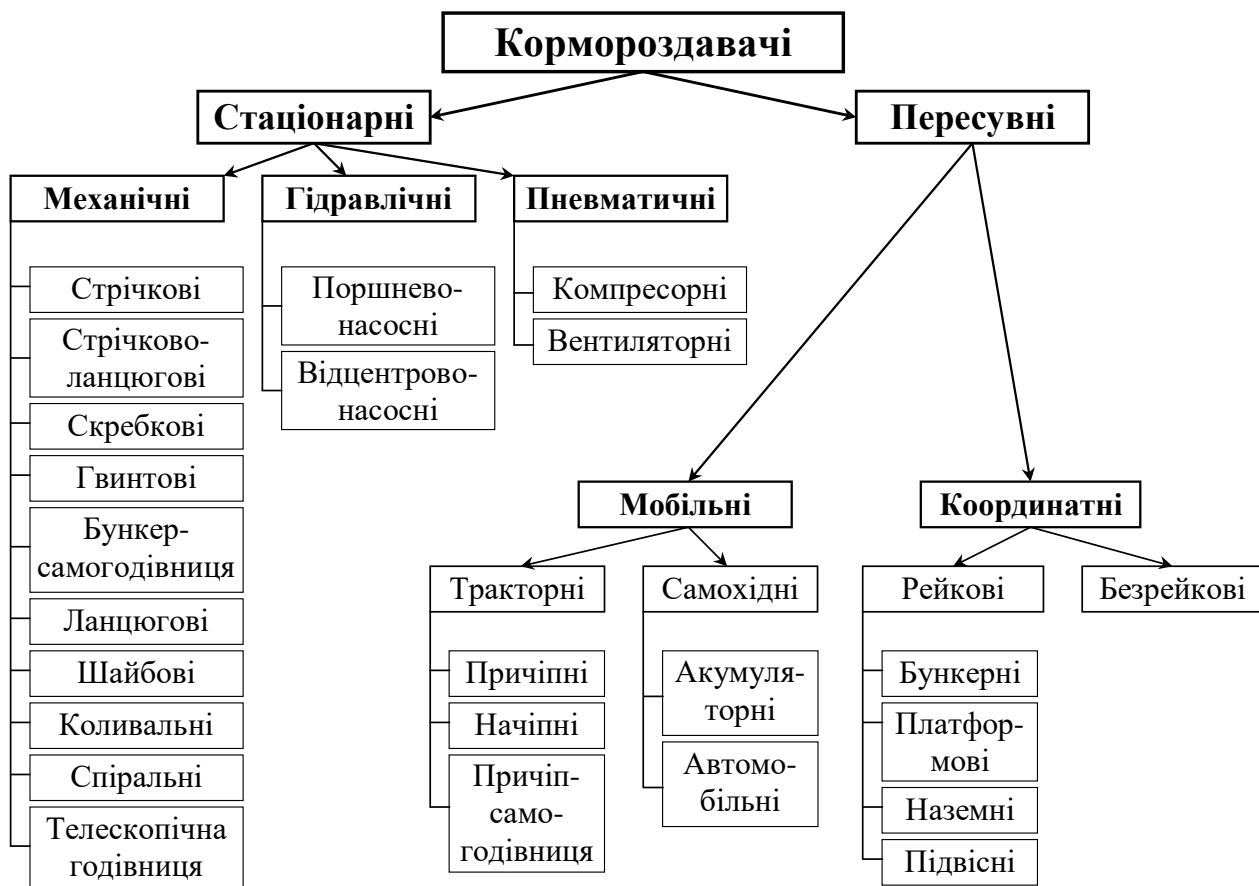 Кормороздавачі
Стаціонарні
Пересувні
Механічні
Гідравлічні
Пневматичні
Стрічкові
Стрічково-
ланцюгові
Скребкові
Гвинтові
Бункер-
самогодівниця
Ланцюгові
Шайбові
Коливальні
Спіральні
Телескопічна
годівниця
Поршнево-
насосні
Відцентрово-
насосні
Компресорні
Вентиляторні
Мобільні
Координатні
Тракторні
Самохідні
Рейкові
Безрейкові
Причіпні
Начіпні
Причіп-
само-
годівниця
Акумуля-
торні
Автомо-
більні
Бункерні
Платфор-
мові
Наземні
Підвісні